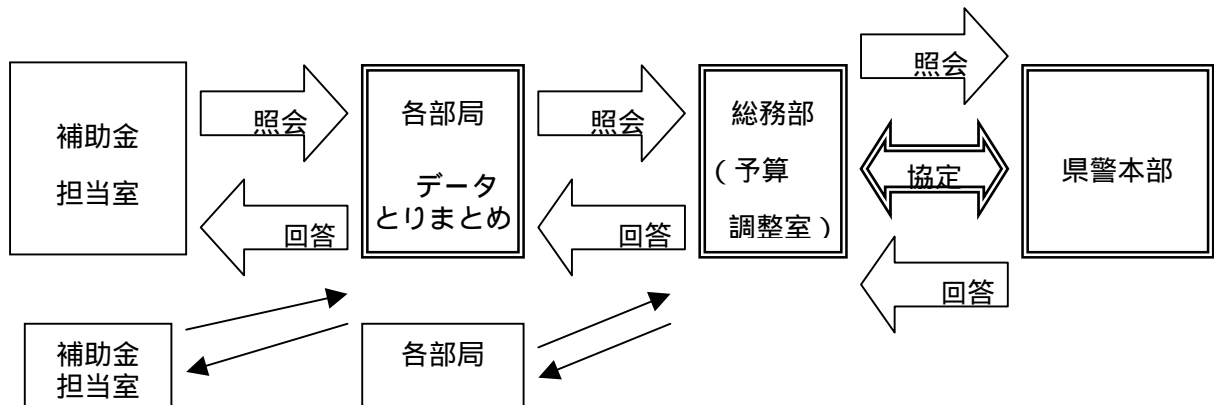 補助金
担当室
照会
回答
各部局
データ
とりまとめ
照会
回答
総務部
(予算
調整室)
照会
協定
回答
県警本部
補助金
担当室
各部局